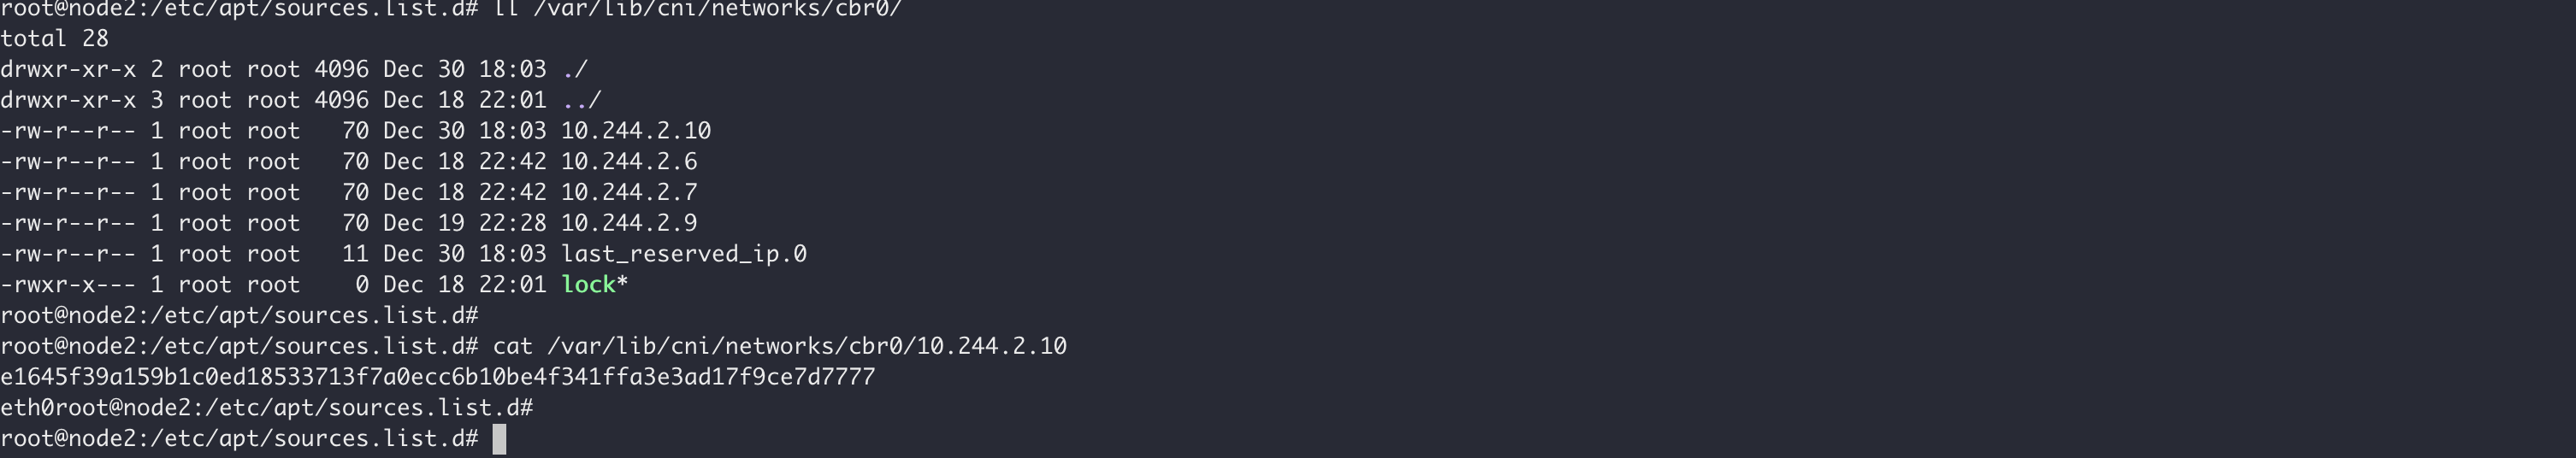 root@node2:/etc/apt/sources.list.d# ll /var/lib/cni/networks/cbr0/
total 28
drwxr-xr-x 2 root root 4096 Dec 30 18:03 ./
drwxr-xr-x 3 root root 4096 Dec 18 22:01 ../
-rw-r--r-- 1 root root   70 Dec 30 18:03 10.244.2.10
-rw-r--r-- 1 root root   70 Dec 18 22:42 10.244.2.6
-rw-r--r-- 1 root root   70 Dec 18 22:42 10.244.2.7
-rw-r--r-- 1 root root   70 Dec 19 22:28 10.244.2.9
-rw-r--r-- 1 root root   11 Dec 30 18:03 last_reserved_ip.0
-rwxr-x--- 1 root root    0 Dec 18 22:01 lock*
root@node2:/etc/apt/sources.list.d#
root@node2:/etc/apt/sources.list.d# cat /var/lib/cni/networks/cbr0/10.244.2.10
e1645f39a159b1c0ed18533713f7a0ecc6b10be4f341ffa3e3ad17f9ce7d7777
eth0root@node2:/etc/apt/sources.list.d#
root@node2:/etc/apt/sources.list.d#